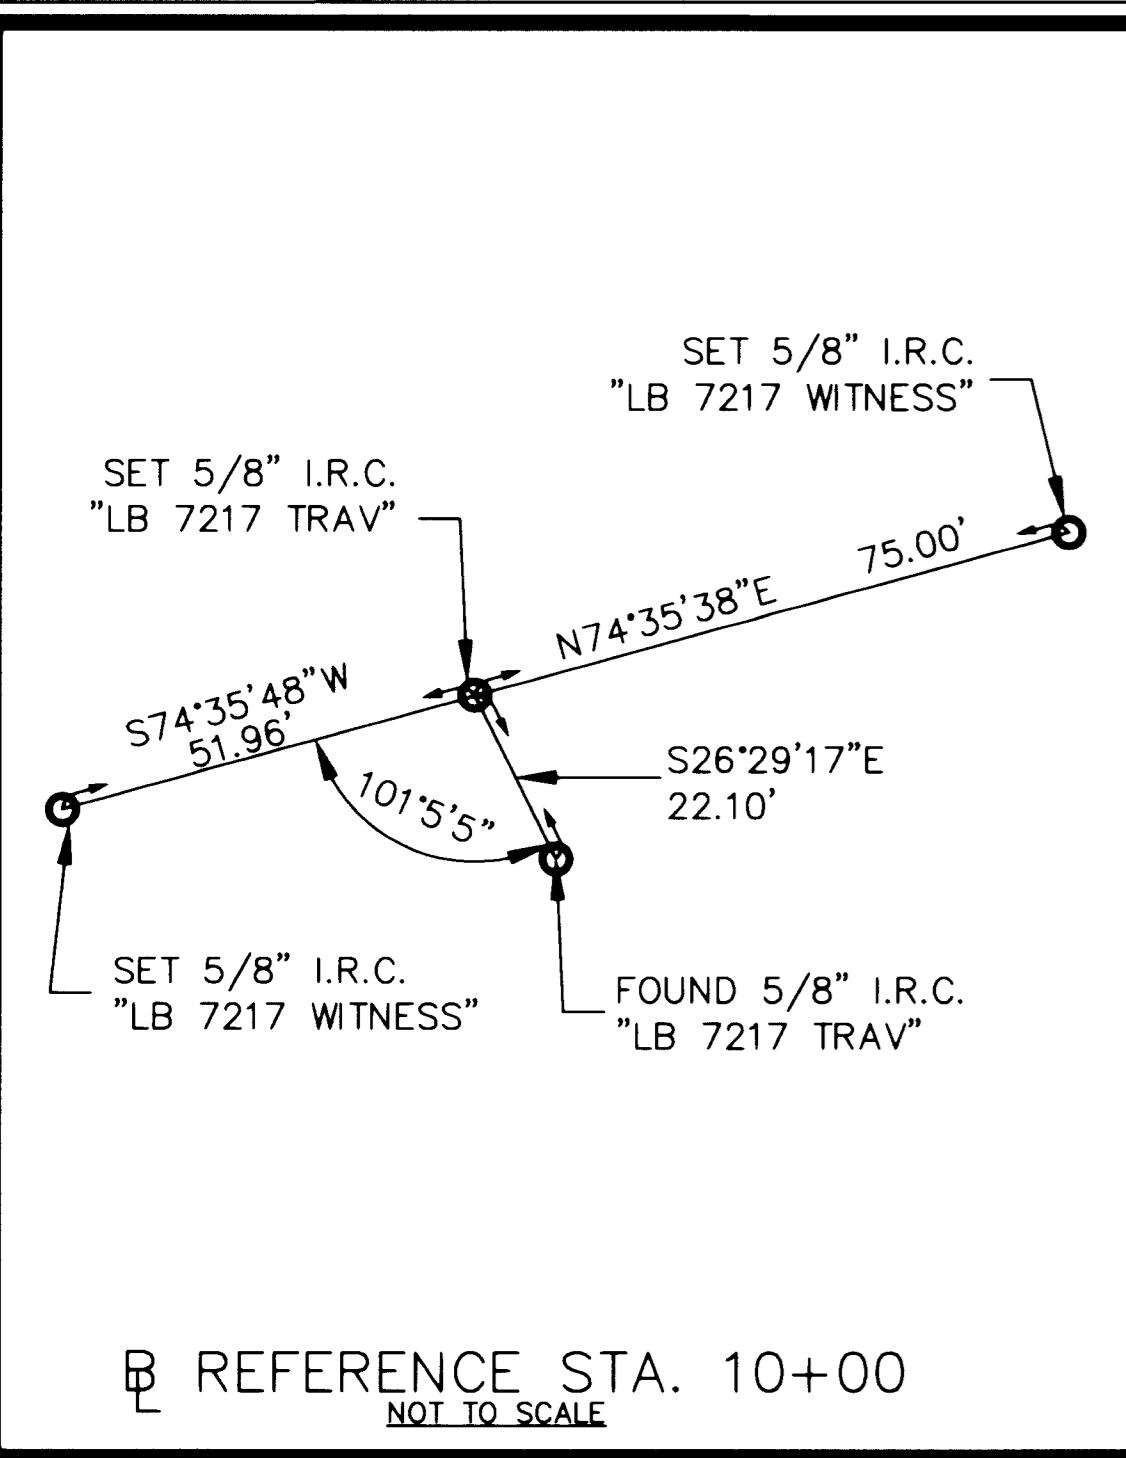 SET 5/8" I.R.C.
"LB 7217 WITNESS"
SET 5/8" I.R.C.
"LB 7217 TRAV"
75.00'
N74°35'38"E
S74°35'48"W
51.96'
101°5'5"
S26°29'17"E
22.10'
SET 5/8" I.R.C.
"LB 7217 WITNESS"
FOUND 5/8" I.R.C.
"LB 7217 TRAV"
BL REFERENCE STA. 10+00
NOT TO SCALE